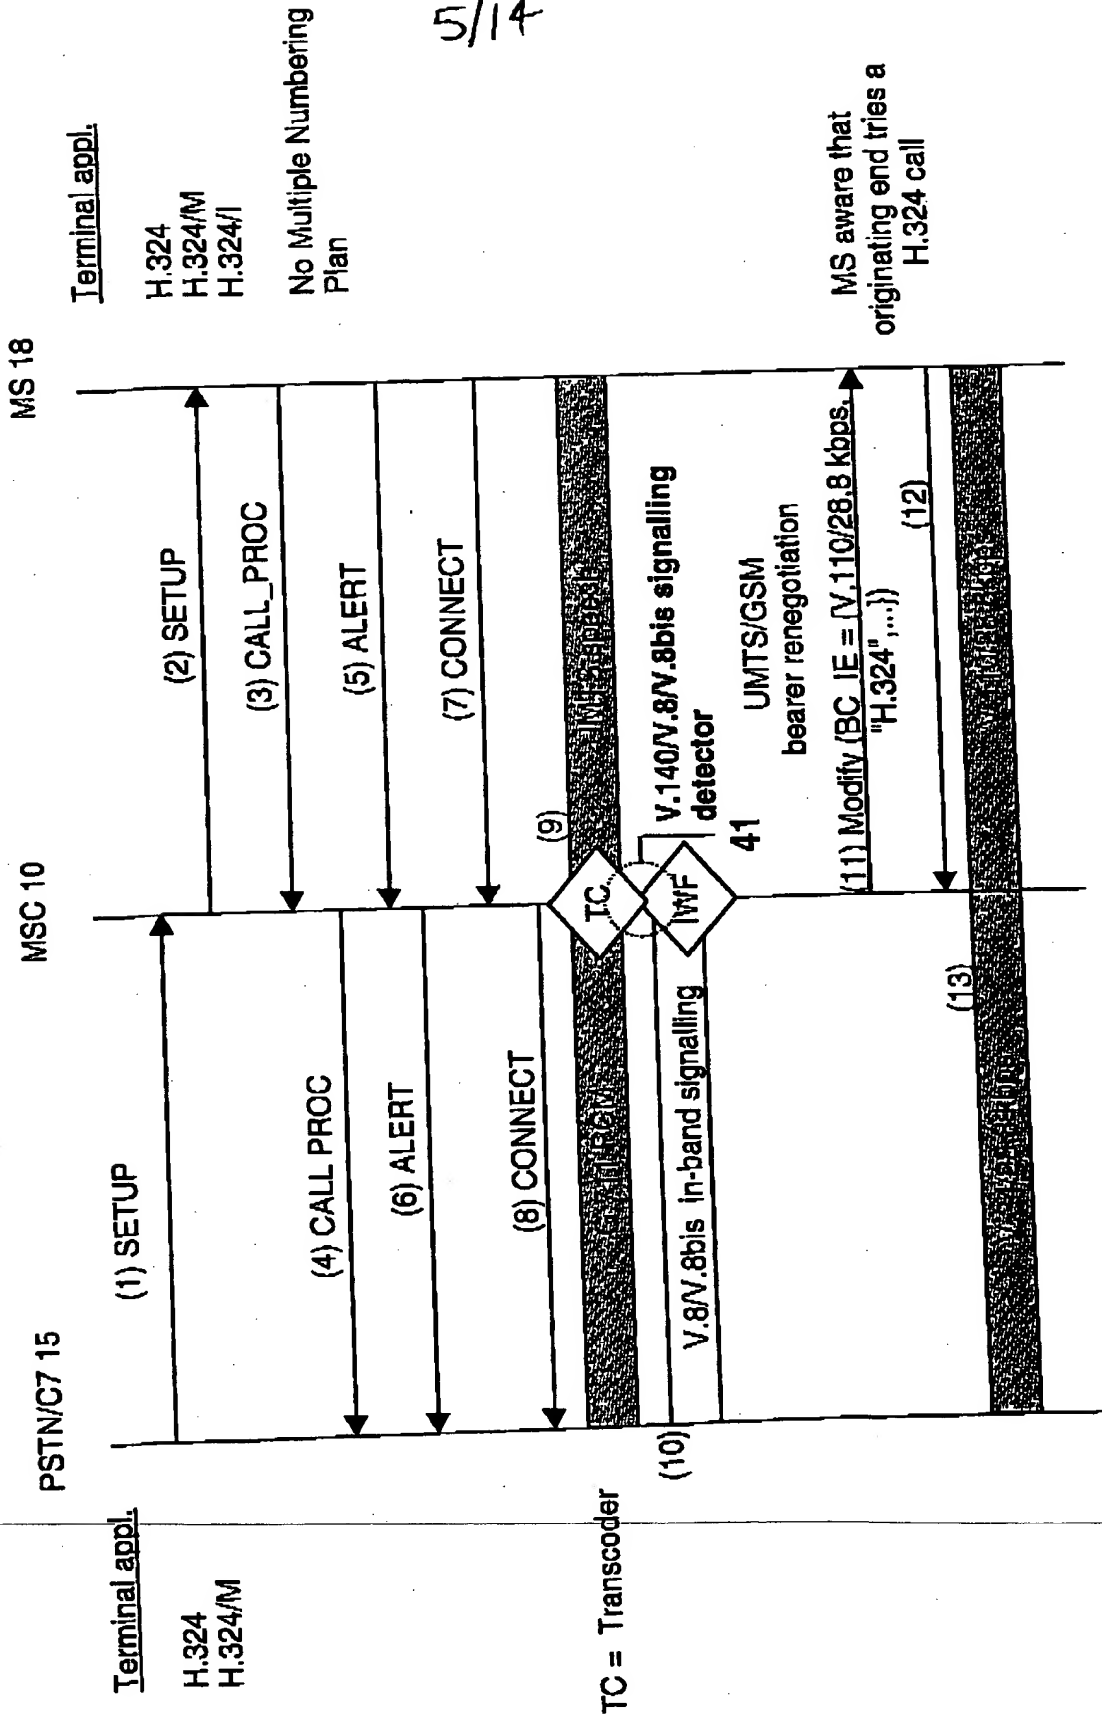 5/14
PSTN/C7 15
MSC 10
MS 18
Terminal appl.
H.324
H.324/M
Terminal appl.
H.324
H.324/M
H.324/I
No Multiple Numbering
Plan
(1) SETUP
(2) SETUP
(3) CALL_PROC
(4) CALL PROC
(5) ALERT
(6) ALERT
(7) CONNECT
(8) CONNECT
(9)
TC
IWF
TC = Transcoder
(10)
V.8/V.8bis in-band signalling
V.140/V.8/V.8bis signalling
detector
41
UMTS/GSM
bearer renegotiation
(11) Modify (BC IE = {V.110/28,8 kbps,
"H.324",...})
MS aware that
originating end tries a
H.324 call
(12)
(13)